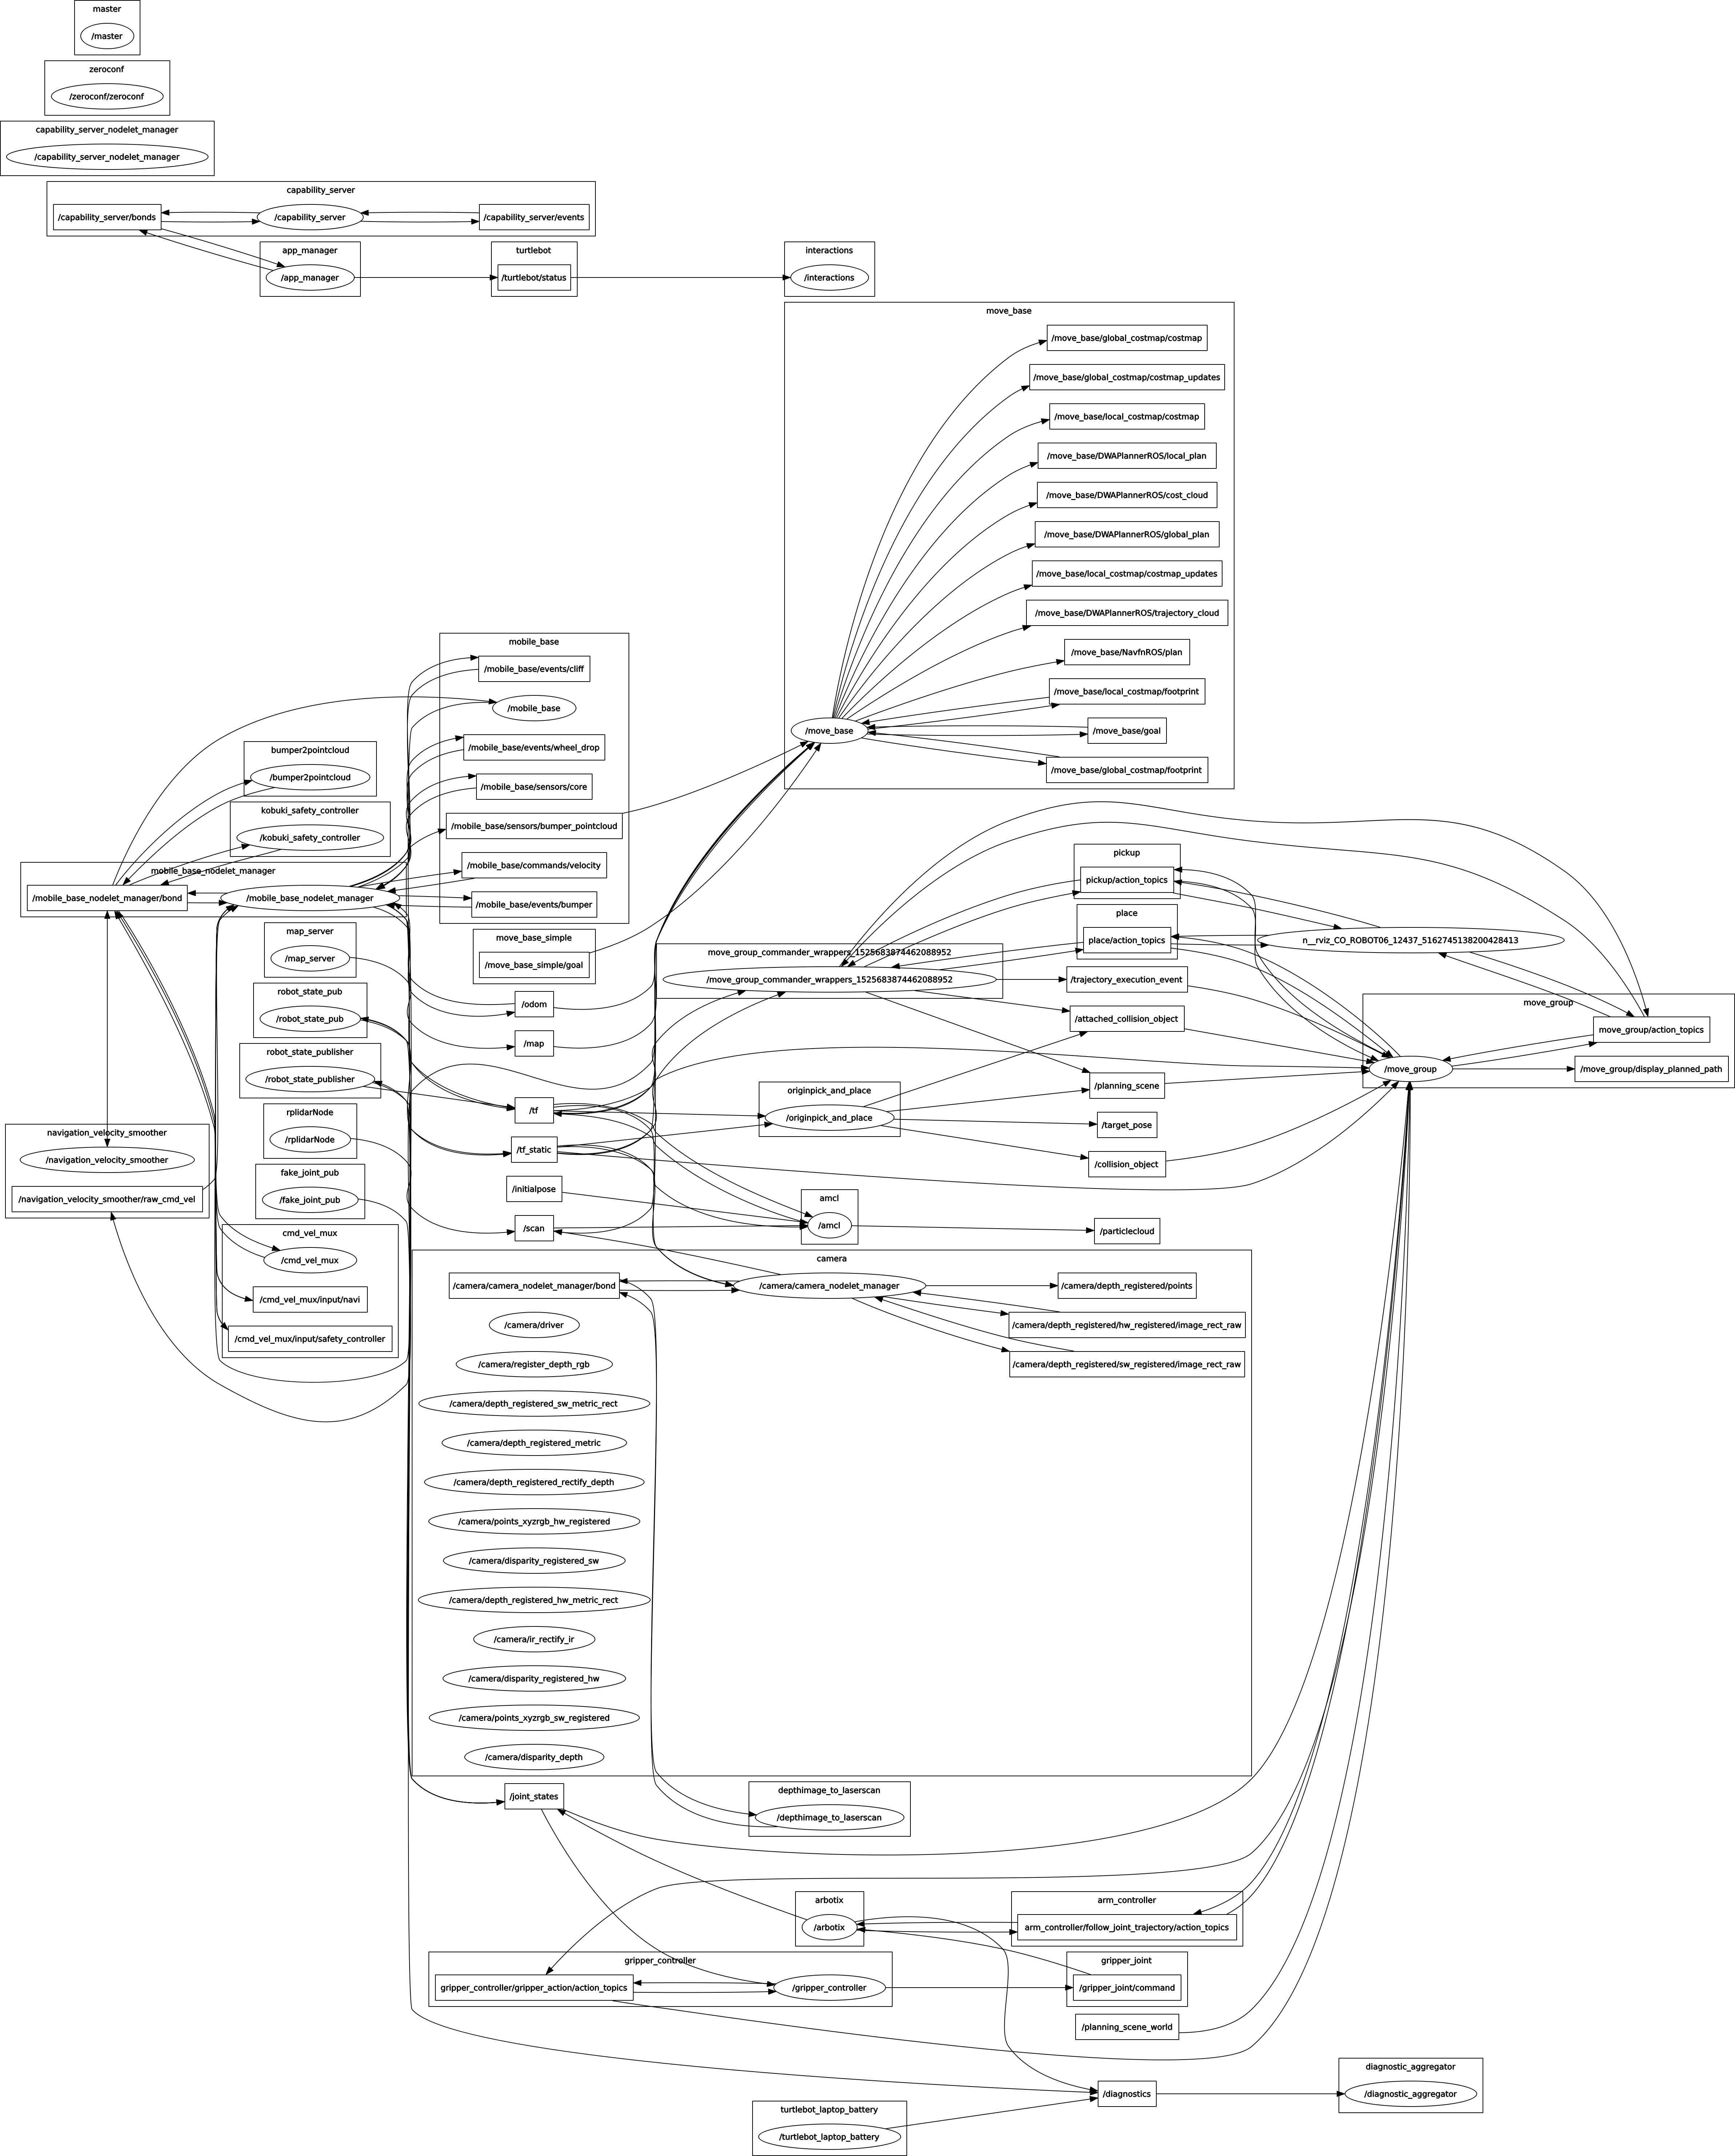 master
/master
zeroconf
/zeroconf/zeroconf
capability_server_nodelet_manager
/capability_server_nodelet_manager
capability_server
/capability_server/bonds
/capability_server
/capability_server/events
app_manager
/app_manager
turtlebot
/turtlebot/status
interactions
/interactions
move_base
/move_base/global_costmap/costmap
/move_base/global_costmap/costmap_updates
/move_base/local_costmap/costmap
/move_base/DWAPlannerROS/local_plan
/move_base/DWAPlannerROS/cost_cloud
/move_base/DWAPlannerROS/global_plan
/move_base/local_costmap/costmap_updates
/move_base/DWAPlannerROS/trajectory_cloud
/move_base/NavfnROS/plan
/move_base/local_costmap/footprint
/move_base
/move_base/goal
/move_base/global_costmap/footprint
mobile_base
/mobile_base/events/cliff
/mobile_base
/mobile_base/events/wheel_drop
/mobile_base/sensors/core
/mobile_base/sensors/bumper_pointcloud
/mobile_base/commands/velocity
/mobile_base/events/bumper
bumper2pointcloud
/bumper2pointcloud
kobuki_safety_controller
/kobuki_safety_controller
mobile_base_nodelet_manager
/mobile_base_nodelet_manager/bond
/mobile_base_nodelet_manager
map_server
/map_server
robot_state_pub
/robot_state_pub
robot_state_publisher
/robot_state_publisher
rplidarNode
/rplidarNode
navigation_velocity_smoother
/navigation_velocity_smoother
/navigation_velocity_smoother/raw_cmd_vel
fake_joint_pub
/fake_joint_pub
cmd_vel_mux
/cmd_vel_mux
/cmd_vel_mux/input/navi
/cmd_vel_mux/input/safety_controller
move_base_simple
/move_base_simple/goal
/odom
/map
/tf
/tf_static
/initialpose
/scan
move_group_commander_wrappers_1525683874462088952
/move_group_commander_wrappers_1525683874462088952
pickup
pickup/action_topics
place
place/action_topics
n__rviz_CO_ROBOT06_12437_5162745138200428413
/trajectory_execution_event
/attached_collision_object
/planning_scene
/target_pose
/collision_object
move_group
move_group/action_topics
/move_group
/move_group/display_planned_path
originpick_and_place
/originpick_and_place
amcl
/amcl
/particlecloud
camera
/camera/camera_nodelet_manager/bond
/camera/camera_nodelet_manager
/camera/depth_registered/points
/camera/depth_registered/hw_registered/image_rect_raw
/camera/depth_registered/sw_registered/image_rect_raw
/camera/driver
/camera/register_depth_rgb
/camera/depth_registered_sw_metric_rect
/camera/depth_registered_metric
/camera/depth_registered_rectify_depth
/camera/points_xyzrgb_hw_registered
/camera/disparity_registered_sw
/camera/depth_registered_hw_metric_rect
/camera/ir_rectify_ir
/camera/disparity_registered_hw
/camera/points_xyzrgb_sw_registered
/camera/disparity_depth
/joint_states
depthimage_to_laserscan
/depthimage_to_laserscan
arbotix
/arbotix
arm_controller
arm_controller/follow_joint_trajectory/action_topics
gripper_controller
gripper_controller/gripper_action/action_topics
/gripper_controller
gripper_joint
/gripper_joint/command
/planning_scene_world
/diagnostics
diagnostic_aggregator
/diagnostic_aggregator
turtlebot_laptop_battery
/turtlebot_laptop_battery